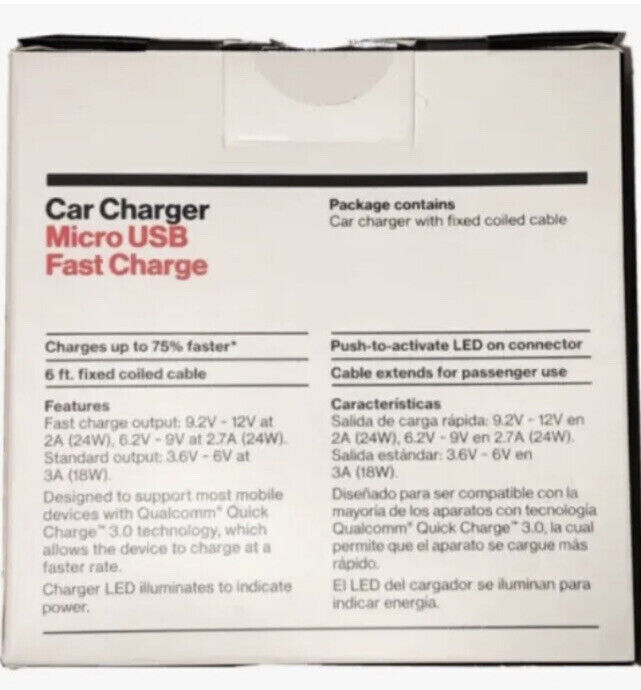 Car Charger
Micro USB
Fast Charge
Package contains
Car charger with fixed coiled cable
Charges up to 75% faster*
6 ft. fixed coiled cable
Push-to-activate LED on connector
Cable extends for passenger use
Features
Fast charge output: 9.2V - 12V at
2A (24W), 6.2V - 9V at 2.7A (24W).
Standard output: 3.6V - 6V at
3A (18W).
Designed to support most mobile
devices with Qualcomm® Quick
Charge™ 3.0 technology, which
allows the device to charge at a
faster rate.
Charger LED illuminates to indicate
power.
Características
Salida de carga rápida: 9.2V - 12V en
2A (24W), 6.2V - 9V en 2.7A (24W).
Salida estándar: 3.6V - 6V en
3A (18W).
Diseñado para ser compatible con la
mayoria de los aparatos con tecnología
Qualcomm® Quick Charge™ 3.0, la cual
permite que el aparato se cargue más
rápido.
El LED del cargador se iluminan para
indicar energía.